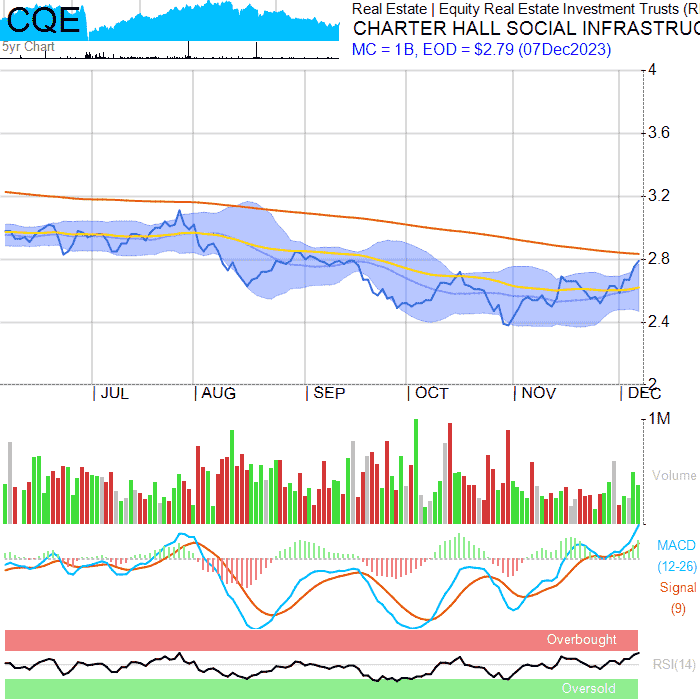 CQE
5yr Chart
Real Estate | Equity Real Estate Investment Trusts (R
CHARTER HALL SOCIAL INFRASTRUC
MC = 1B, EOD = $2.79 (07Dec2023)
4
3.6
3.2
2.8
2.4
2
JUL AUG SEP OCT NOV DEC
1M
Volume
MACD
(12-26)
Signal
(9)
Overbought
RSI(14)
Oversold